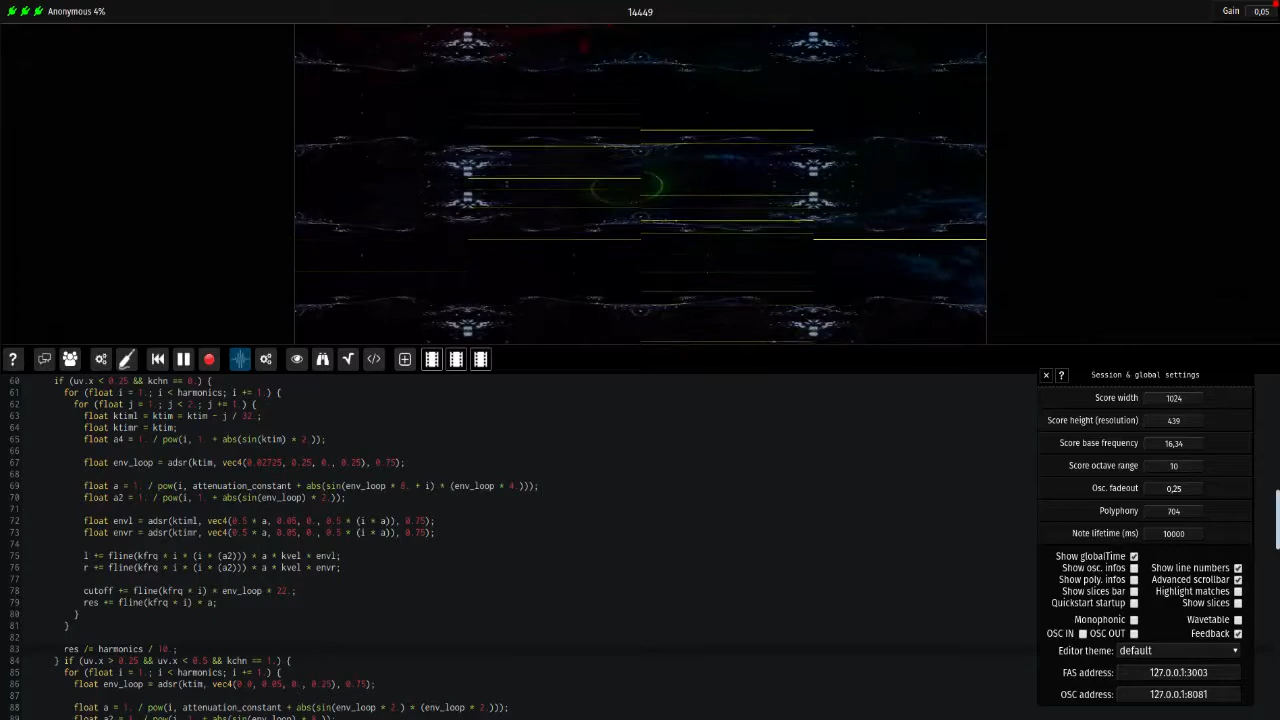 Anonymous 4%
14449
Gain 0,05
60 if (uv.x < 0.25 && kchn == 0.) {
61 for (float i = 1.; i < harmonics; i += 1.) {
62 for (float j = 1.; j < 2.; j += 1.) {
63 float ktiml = ktim = ktim - j / 32.;
64 float ktimr = ktim;
65 float a4 = 1. / pow(i, 1. + abs(sin(ktim) * 2.));
66
67 float env_loop = adsr(ktim, vec4(0.02725, 0.25, 0., 0.25), 0.75);
68
69 float a = 1. / pow(i, attenuation_constant + abs(sin(env_loop * 8. + i) * (env_loop * 4.)));
70 float a2 = 1. / pow(i, 1. + abs(sin(env_loop) * 2.));
71
72 float envl = adsr(ktiml, vec4(0.5 * a, 0.05, 0., 0.5 * (i * a)), 0.75);
73 float envr = adsr(ktimr, vec4(0.5 * a, 0.05, 0., 0.5 * (i * a)), 0.75);
74
75 l += fline(kfrq * i * (i * (a2))) * a * kvel * envl;
76 r += fline(kfrq * i * (i * (a2))) * a * kvel * envr;
77
78 cutoff += fline(kfrq * i) * env_loop * 22.;
79 res += fline(kfrq * i) * a;
80 }
81 }
82
83 res /= harmonics / 10.;
84 } if (uv.x > 0.25 && uv.x < 0.5 && kchn == 1.) {
85 for (float i = 1.; i < harmonics; i += 1.) {
86 float env_loop = adsr(ktim, vec4(0.0, 0.05, 0., 0.25), 0.75);
87
88 float a = 1. / pow(i, attenuation_constant + abs(sin(env_loop * 2.) * (env_loop * 2.)));
89 float a2 = 1. / pow(i, 1. + abs(sin(env_loop) * 8.));
Session & global settings
Score width 1024
Score height (resolution) 439
Score base frequency 16,34
Score octave range 10
Osc. fadeout 0,25
Polyphony 704
Note lifetime (ms) 10000
Show globalTime
Show osc. infos Show line numbers
Show poly. infos Advanced scrollbar
Show slices bar Highlight matches
Quickstart startup Show slices
Monophonic Wavetable
OSC IN OSC OUT Feedback
Editor theme: default
FAS address: 127.0.0.1:3003
OSC address: 127.0.0.1:8081